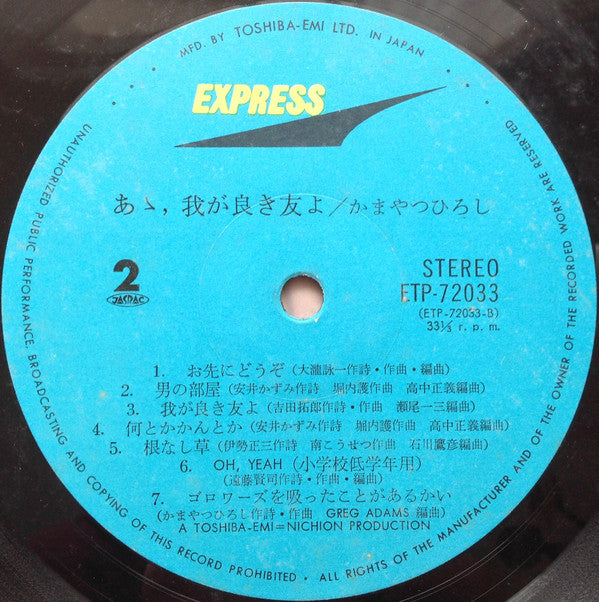 MFD. BY TOSHIBA-EMI LTD. IN JAPAN
EXPRESS
あゝ,我が良き友よ/かまやつひろし
2
JASRAC
STEREO
ETP-72033
(ETP-72033-B)
33⅓ r. p. m.
1. お先にどうぞ (大瀧詠一作詩・作曲・編曲)
2. 男の部屋 (安井かずみ作詩 堀内護作曲 高中正義編曲)
3. 我が良き友よ (吉田拓郎作詩・作曲 瀬尾一三編曲)
4. 何とかかんとか (安井かずみ作詩 堀内護作曲 高中正義編曲)
5. 根なし草 (伊勢正三作詩 南こうせつ作曲 石川鷹彦編曲)
6. OH, YEAH (小学校低学年用)
(遠藤賢司作詩・作曲・編曲)
7. ゴロワーズを吸ったことがあるかい
(かまやつひろし作詩・作曲 GREG ADAMS 編曲)
A TOSHIBA-EMI=NICHION PRODUCTION
UNAUTHORIZED PUBLIC PERFORMANCE, BROADCASTING AND COPYING OF THIS RECORD PROHIBITED · ALL RIGHTS OF THE MANUFACTURER AND OF THE OWNER OF THE RECORDED WORK ARE RESERVED